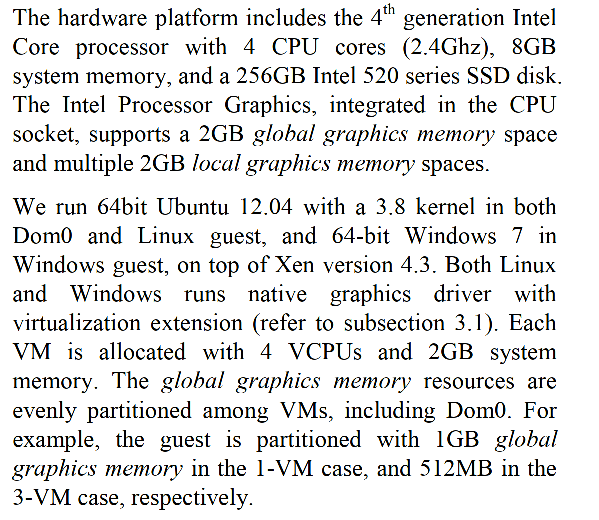 The hardware platform includes the 4th generation Intel
Core processor with 4 CPU cores (2.4Ghz), 8GB
system memory, and a 256GB Intel 520 series SSD disk.
The Intel Processor Graphics, integrated in the CPU
socket, supports a 2GB global graphics memory space
and multiple 2GB local graphics memory spaces.
We run 64bit Ubuntu 12.04 with a 3.8 kernel in both
Dom0 and Linux guest, and 64-bit Windows 7 in
Windows guest, on top of Xen version 4.3. Both Linux
and Windows runs native graphics driver with
virtualization extension (refer to subsection 3.1). Each
VM is allocated with 4 VCPUs and 2GB system
memory. The global graphics memory resources are
evenly partitioned among VMs, including Dom0. For
example, the guest is partitioned with 1GB global
graphics memory in the 1-VM case, and 512MB in the
3-VM case, respectively.